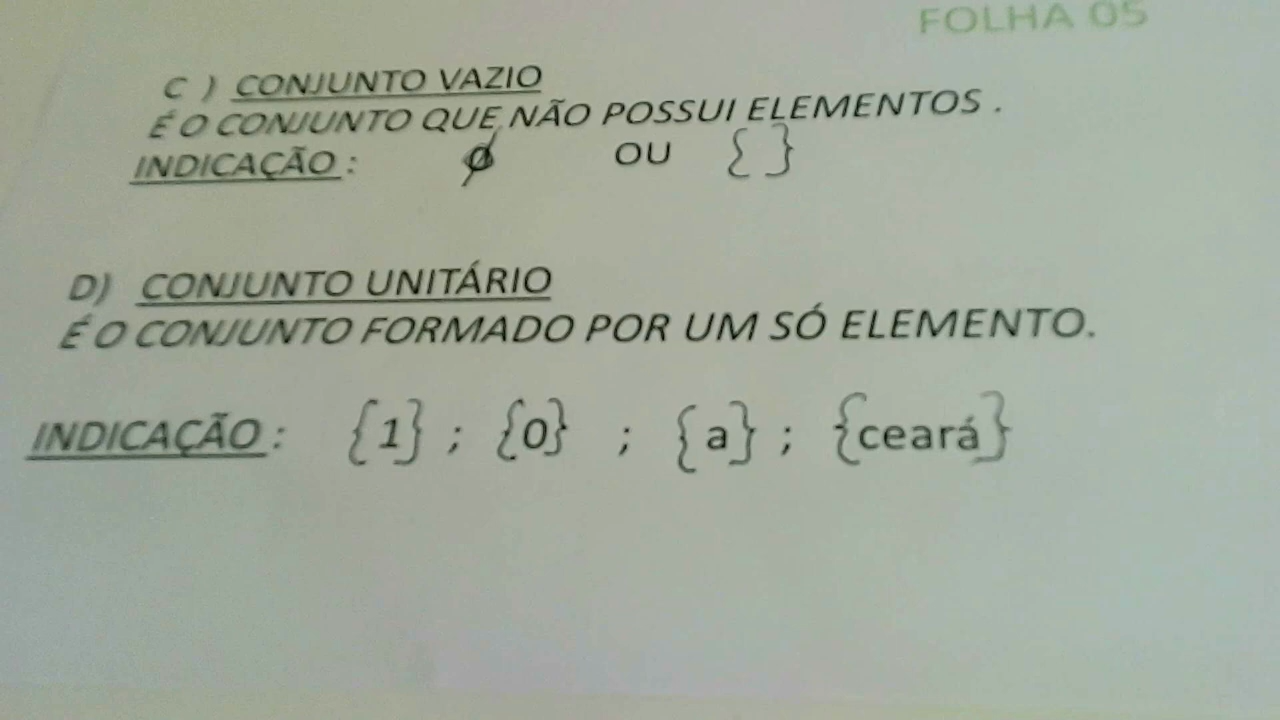 FOLHA 05
C ) CONJUNTO VAZIO
É O CONJUNTO QUE NÃO POSSUI ELEMENTOS .
INDICAÇÃO : ∅ OU { }
D) CONJUNTO UNITÁRIO
É O CONJUNTO FORMADO POR UM SÓ ELEMENTO.
INDICAÇÃO : {1} ; {0} ; {a} ; {ceará}